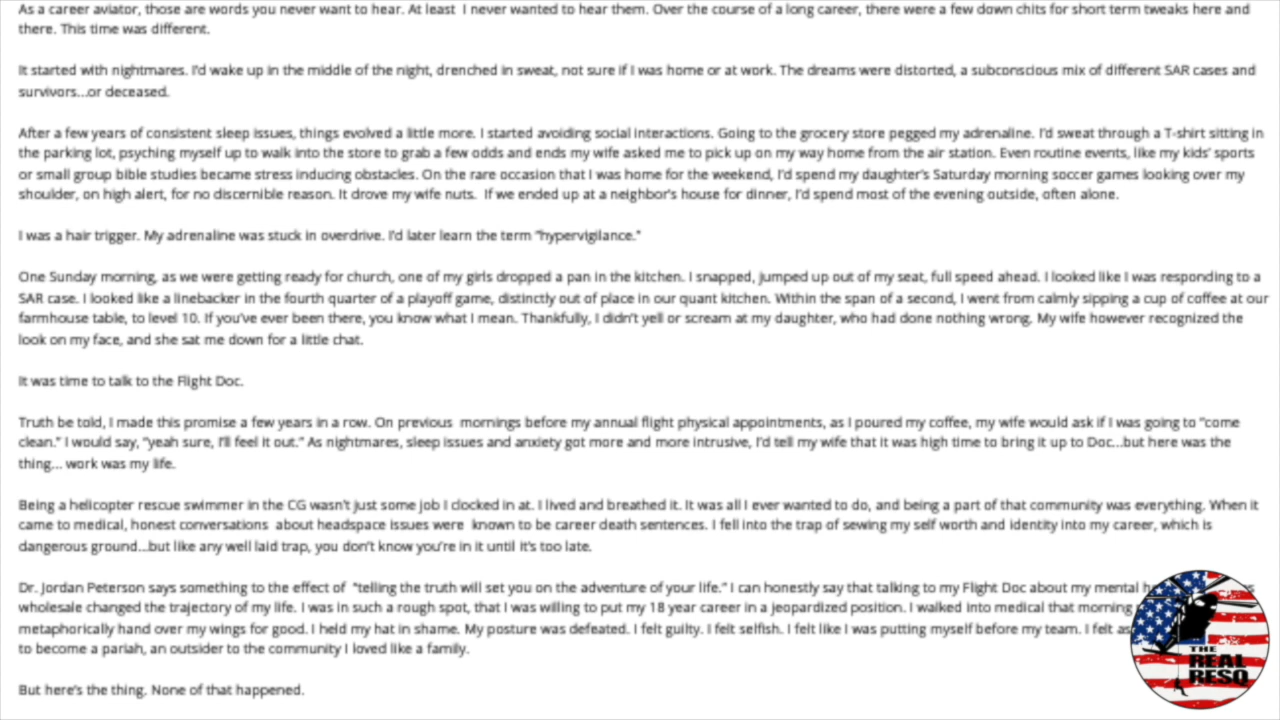 As a career aviator, those are words you never want to hear. At least  I never wanted to hear them. Over the course of a long career, there were a few down chits for short term tweaks here and
there. This time was different.
It started with nightmares. I'd wake up in the middle of the night, drenched in sweat, not sure if I was home or at work. The dreams were distorted, a subconscious mix of different SAR cases and
survivors...or deceased.
After a few years of consistent sleep issues, things evolved a little more. I started avoiding social interactions. Going to the grocery store pegged my adrenaline. I'd sweat through a T-shirt sitting in
the parking lot, psyching myself up to walk into the store to grab a few odds and ends my wife asked me to pick up on my way home from the air station. Even routine events, like my kids' sports
or small group bible studies became stress inducing obstacles. On the rare occasion that I was home for the weekend, I'd spend my daughter's Saturday morning soccer games looking over my
shoulder, on high alert, for no discernible reason. It drove my wife nuts.  If we ended up at a neighbor's house for dinner, I'd spend most of the evening outside, often alone.
I was a hair trigger. My adrenaline was stuck in overdrive. I'd later learn the term "hypervigilance."
One Sunday morning, as we were getting ready for church, one of my girls dropped a pan in the kitchen. I snapped, jumped up out of my seat, full speed ahead. I looked like I was responding to a
SAR case. I looked like a linebacker in the fourth quarter of a playoff game, distinctly out of place in our quant kitchen. Within the span of a second, I went from calmly sipping a cup of coffee at our
farmhouse table, to level 10. If you've ever been there, you know what I mean. Thankfully, I didn't yell or scream at my daughter, who had done nothing wrong. My wife however recognized the
look on my face, and she sat me down for a little chat.
It was time to talk to the Flight Doc.
Truth be told, I made this promise a few years in a row. On previous  mornings before my annual flight physical appointments, as I poured my coffee, my wife would ask if I was going to "come
clean." I would say, "yeah sure, I'll feel it out." As nightmares, sleep issues and anxiety got more and more intrusive, I'd tell my wife that it was high time to bring it up to Doc...but here was the
thing... work was my life.
Being a helicopter rescue swimmer in the CG wasn't just some job I clocked in at. I lived and breathed it. It was all I ever wanted to do, and being a part of that community was everything. When it
came to medical, honest conversations  about headspace issues were  known to be career death sentences. I fell into the trap of sewing my self worth and identity into my career, which is
dangerous ground...but like any well laid trap, you don't know you're in it until it's too late.
Dr. Jordan Peterson says something to the effect of  "telling the truth will set you on the adventure of your life." I can honestly say that talking to my Flight Doc about my mental
wholesale changed the trajectory of my life. I was in such a rough spot, that I was willing to put my 18 year career in a jeopardized position. I walked into medical that morning
metaphorically hand over my wings for good. I held my hat in shame. My posture was defeated. I felt guilty. I felt selfish. I felt like I was putting myself before my team. I felt
to become a pariah, an outsider to the community I loved like a family.
But here's the thing. None of that happened.
THE
REAL
RESQ